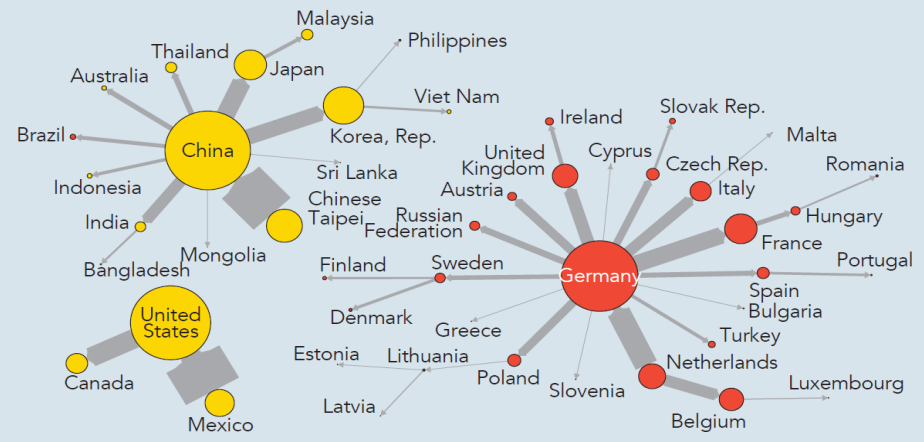 Malaysia
Philippines
Thailand
Japan
Australia
Viet Nam
Korea, Rep.
Brazil
China
Sri Lanka
Indonesia
Chinese
Taipei
India
Mongolia
Bangladesh
United
States
Canada
Mexico
Ireland
Slovak Rep.
Malta
United
Kingdom
Cyprus
Czech Rep.
Romania
Austria
Italy
Russian
Federation
Hungary
France
Finland
Sweden
Germany
Portugal
Spain
Bulgaria
Denmark
Greece
Turkey
Estonia
Lithuania
Poland
Slovenia
Netherlands
Luxembourg
Latvia
Belgium